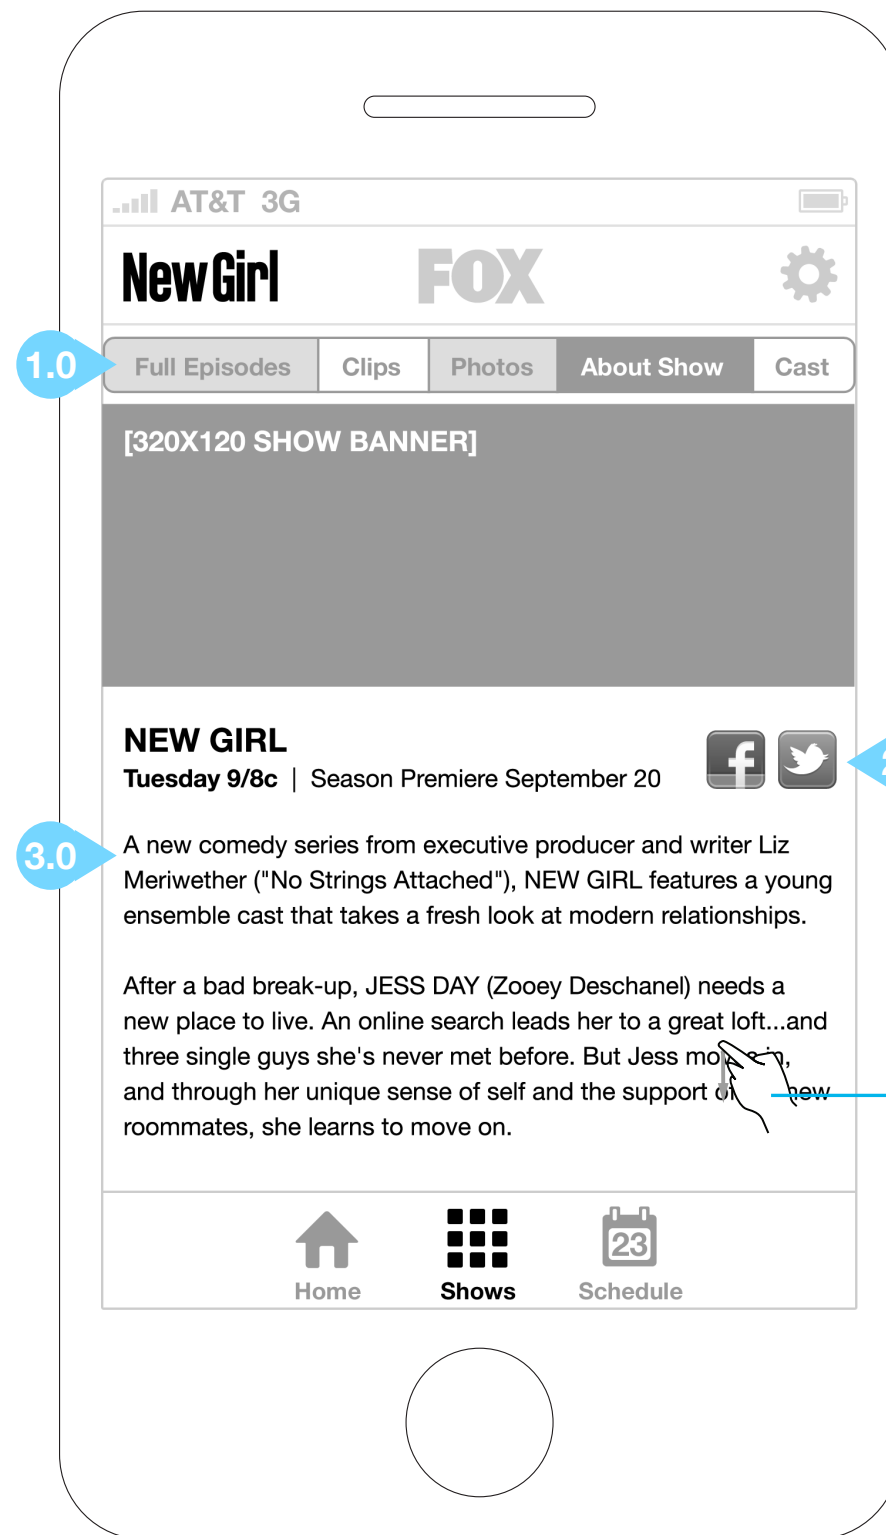 AT&T 3G
New Girl FOX
1.0 Full Episodes Clips Photos About Show Cast
[320X120 SHOW BANNER]
NEW GIRL
Tuesday 9/8c | Season Premiere September 20
3.0
A new comedy series from executive producer and writer Liz
Meriwether ("No Strings Attached"), NEW GIRL features a young
ensemble cast that takes a fresh look at modern relationships.
After a bad break-up, JESS DAY (Zooey Deschanel) needs a
new place to live. An online search leads her to a great loft...and
three single guys she's never met before. But Jess in,
and through her unique sense of self and the support new
roommates, she learns to move on.
23
Home Shows Schedule